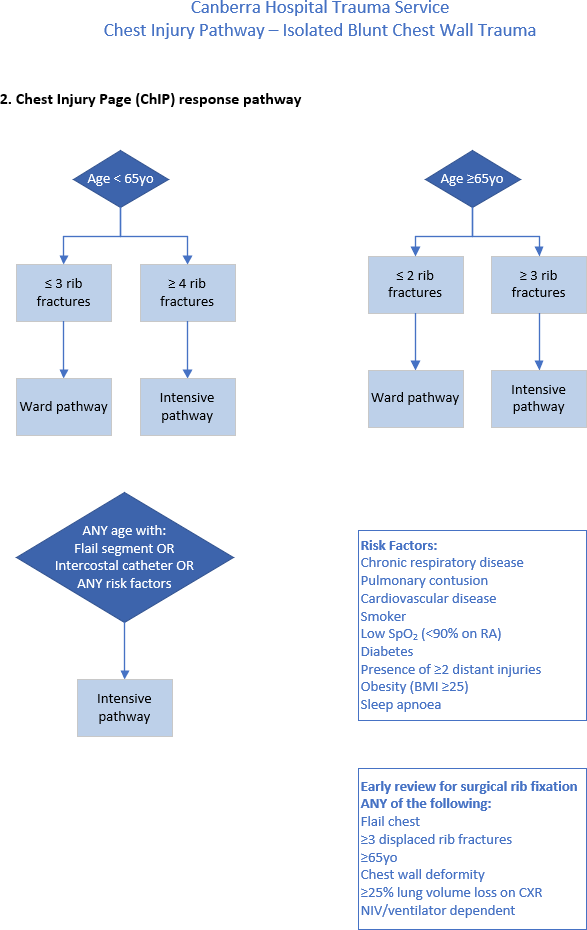 Canberra Hospital Trauma Service
Chest Injury Pathway – Isolated Blunt Chest Wall Trauma
2. Chest Injury Page (ChIP) response pathway
Age < 65yo
≤ 3 rib
fractures
≥ 4 rib
fractures
Ward pathway
Intensive
pathway
Age ≥65yo
≤ 2 rib
fractures
≥ 3 rib
fractures
Ward pathway
Intensive
pathway
ANY age with:
Flail segment OR
Intercostal catheter OR
ANY risk factors
Intensive
pathway
Risk Factors:
Chronic respiratory disease
Pulmonary contusion
Cardiovascular disease
Smoker
Low SpO₂ (<90% on RA)
Diabetes
Presence of ≥2 distant injuries
Obesity (BMI ≥25)
Sleep apnoea
Early review for surgical rib fixation
ANY of the following:
Flail chest
≥3 displaced rib fractures
≥65yo
Chest wall deformity
≥25% lung volume loss on CXR
NIV/ventilator dependent